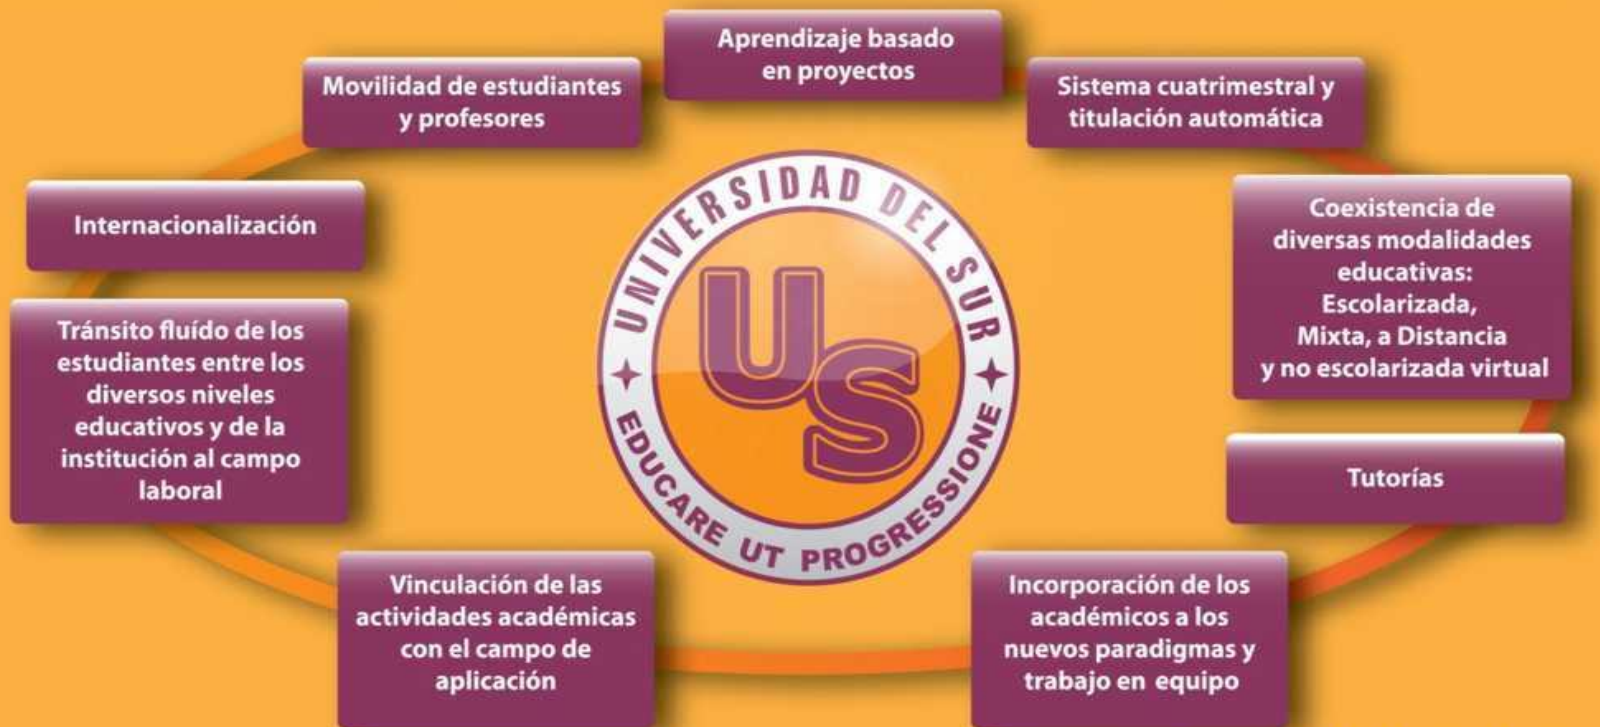 Aprendizaje basado
en proyectos
Sistema cuatrimestral y
titulación automática
Coexistencia de
diversas modalidades
educativas:
Escolarizada,
Mixta, a Distancia
y no escolarizada virtual
Tutorías
Incorporación de los
académicos a los
nuevos paradigmas y
trabajo en equipo
Vinculación de las
actividades académicas
con el campo de
aplicación
Tránsito fluído de los
estudiantes entre los
diversos niveles
educativos y de la
institución al campo
laboral
Internacionalización
Movilidad de estudiantes
y profesores
UNIVERSIDAD DEL SUR
US
EDUCARE UT PROGRESSIONE